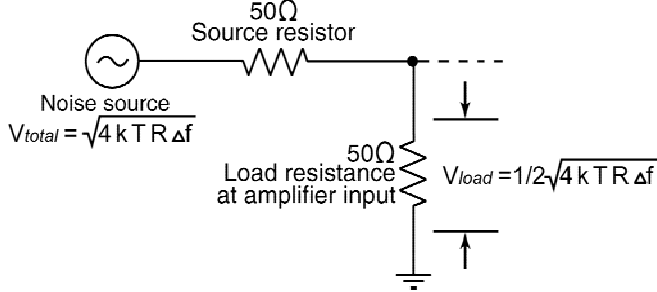 50Ω
Source resistor
Noise source
Vtotal = √4 k T R Δf
50Ω
Load resistance
at amplifier input
Vload =1/2√4 k T R Δf